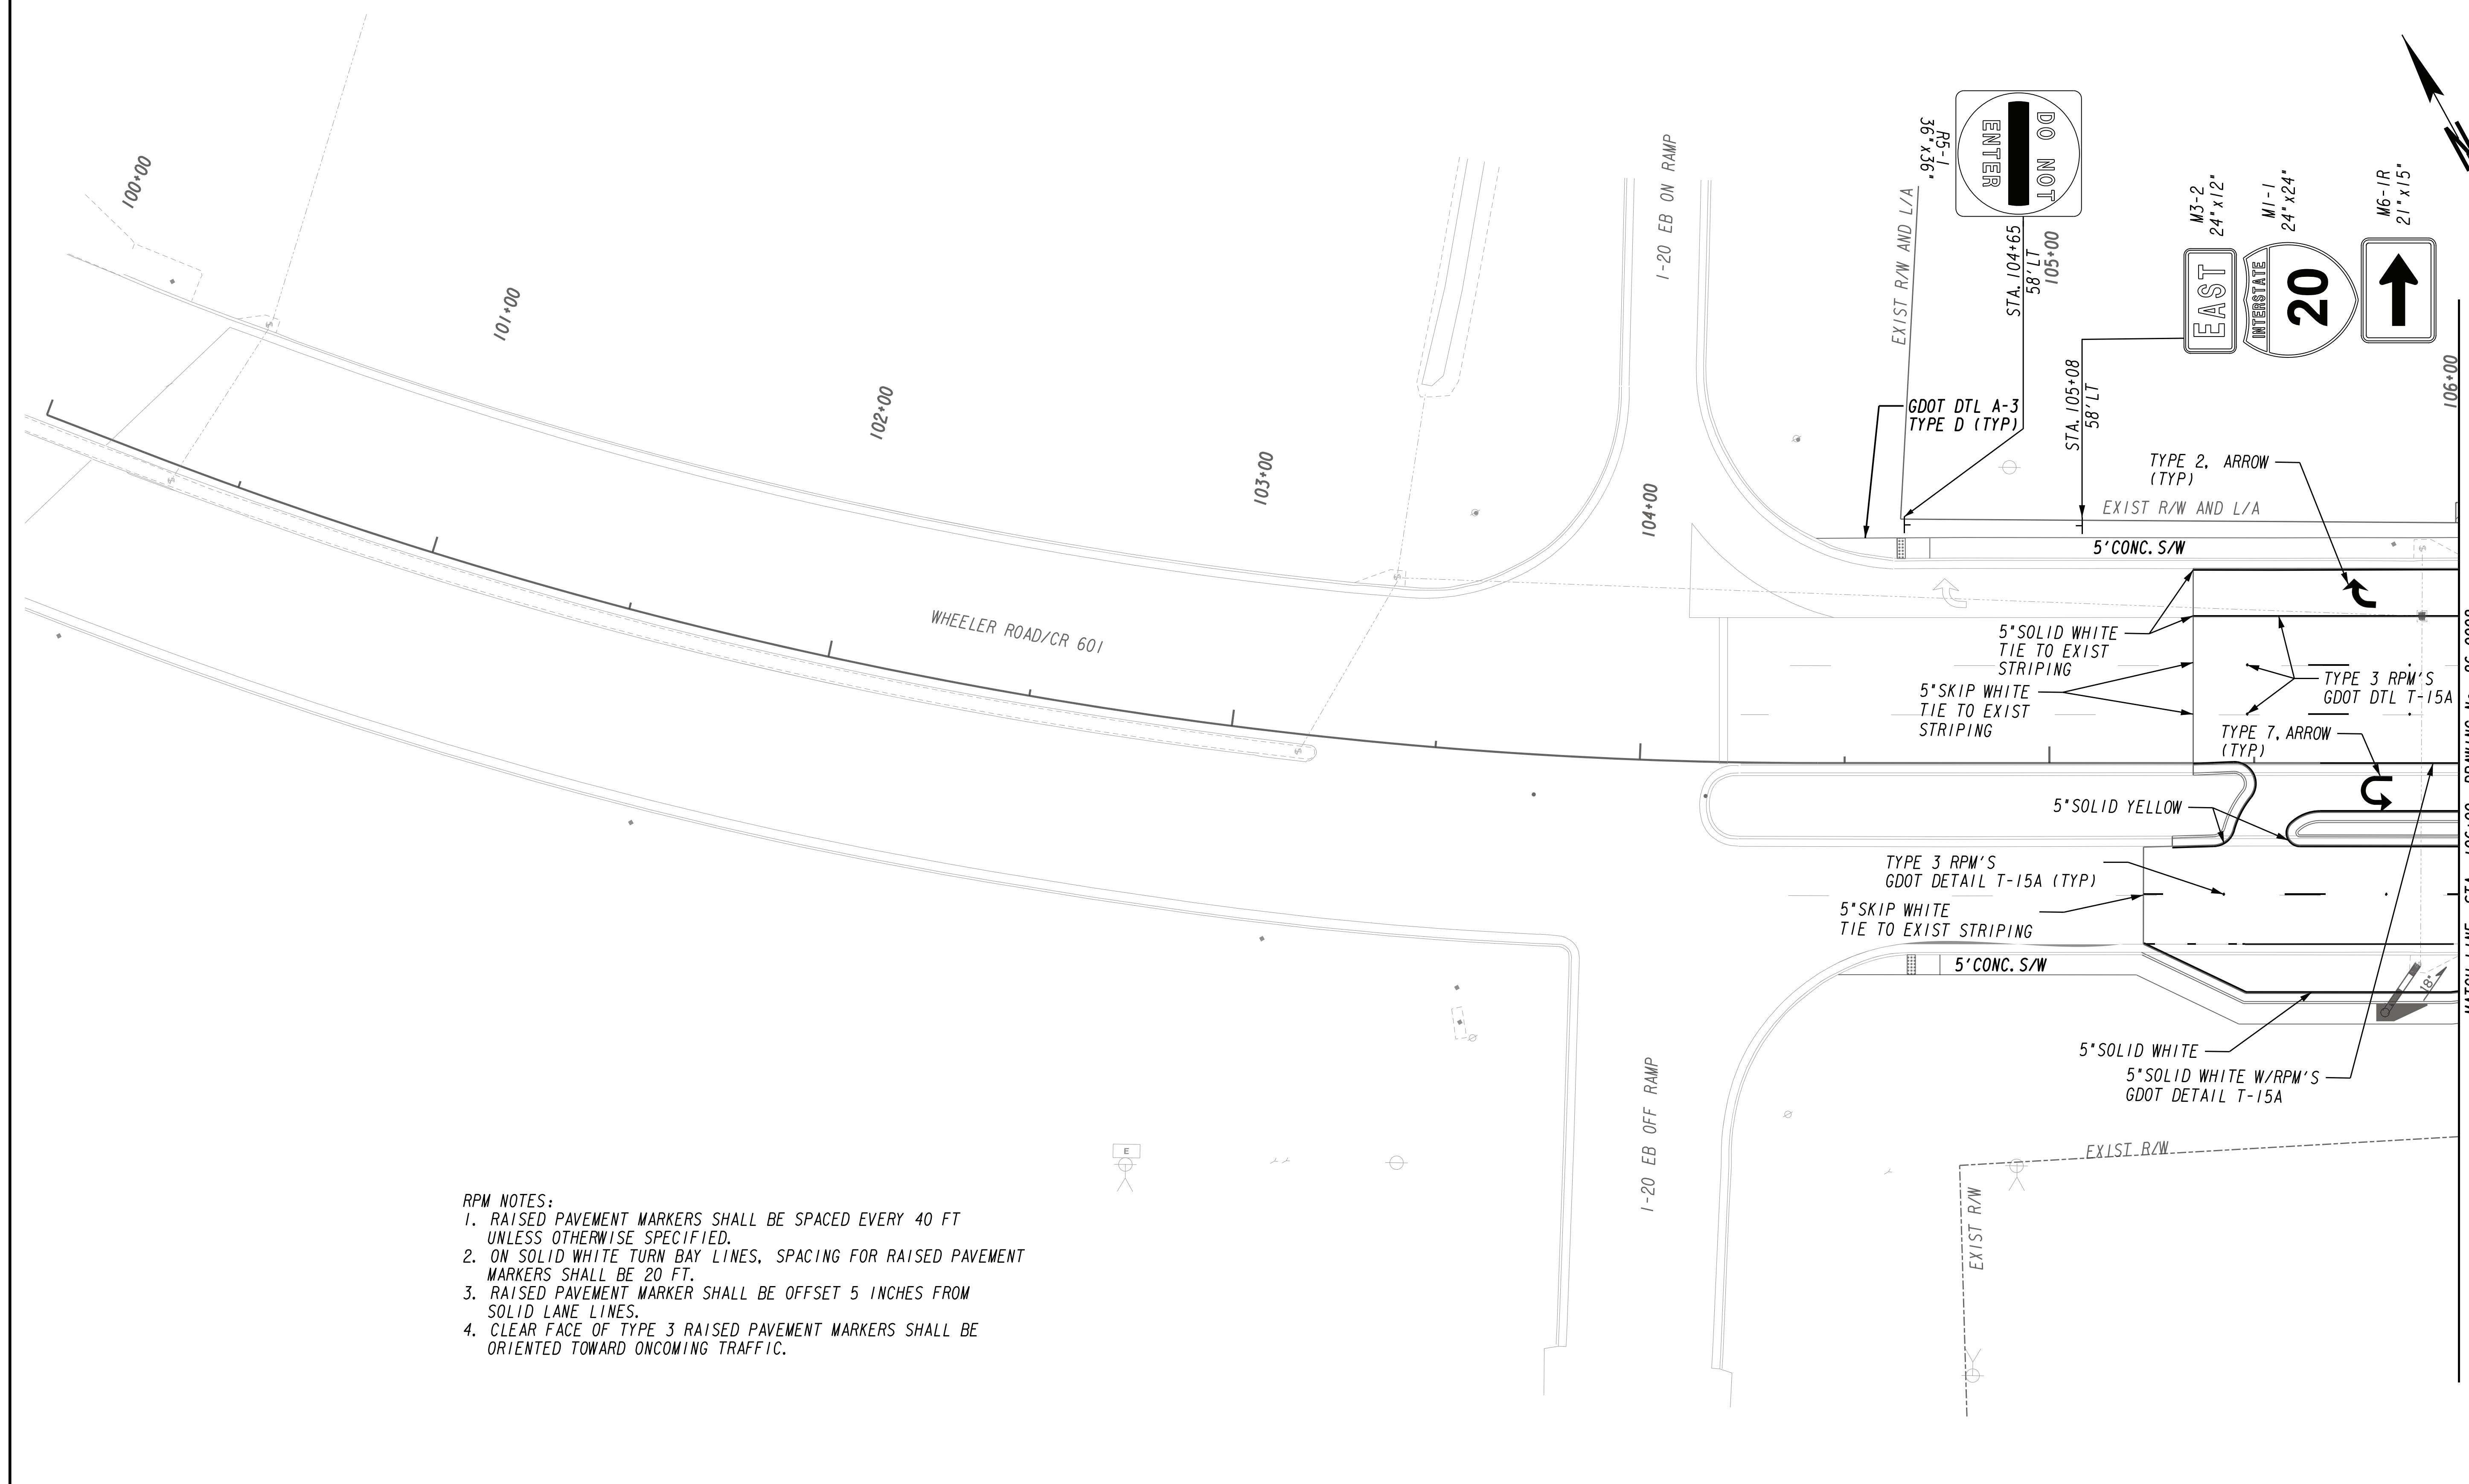 100+00
101+00
102+00
103+00
104+00
105+00
106+00
WHEELER ROAD/CR 601
I-20 EB ON RAMP
I-20 EB OFF RAMP
EXIST R/W AND L/A
R5-1
36"x36"
DO NOT
ENTER
STA. 104+65
58' LT
M3-2
24"x12"
M1-1
24"x24"
M6-1R
21"x15"
EAST
INTERSTATE
20
STA. 105+08
58' LT
GDOT DTL A-3
TYPE D (TYP)
TYPE 2, ARROW
(TYP)
EXIST R/W AND L/A
5' CONC. S/W
5" SOLID WHITE
TIE TO EXIST
STRIPING
5" SKIP WHITE
TIE TO EXIST
STRIPING
TYPE 3 RPM'S
GDOT DTL T-15A
TYPE 7, ARROW
(TYP)
5" SOLID YELLOW
TYPE 3 RPM'S
GDOT DETAIL T-15A (TYP)
5" SKIP WHITE
TIE TO EXIST STRIPING
5' CONC. S/W
18"
5" SOLID WHITE
5" SOLID WHITE W/RPM'S
GDOT DETAIL T-15A
EXIST R/W
EXIST R/W
E
RPM NOTES:
1. RAISED PAVEMENT MARKERS SHALL BE SPACED EVERY 40 FT
UNLESS OTHERWISE SPECIFIED.
2. ON SOLID WHITE TURN BAY LINES, SPACING FOR RAISED PAVEMENT
MARKERS SHALL BE 20 FT.
3. RAISED PAVEMENT MARKER SHALL BE OFFSET 5 INCHES FROM
SOLID LANE LINES.
4. CLEAR FACE OF TYPE 3 RAISED PAVEMENT MARKERS SHALL BE
ORIENTED TOWARD ONCOMING TRAFFIC.